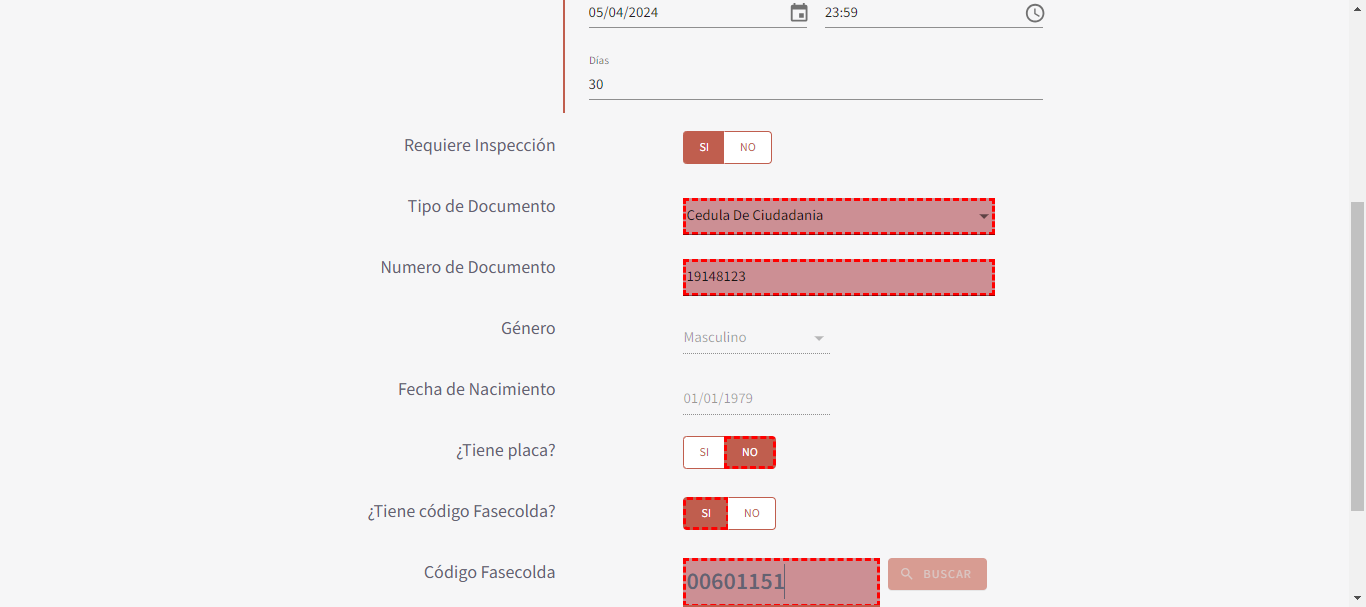 05/04/2024 23:59
Días
30
Requiere Inspección SI NO
Tipo de Documento Cedula De Ciudadania
Numero de Documento 19148123
Género Masculino
Fecha de Nacimiento 01/01/1979
¿Tiene placa? SI NO
¿Tiene código Fasecolda? SI NO
Código Fasecolda 00601151 BUSCAR